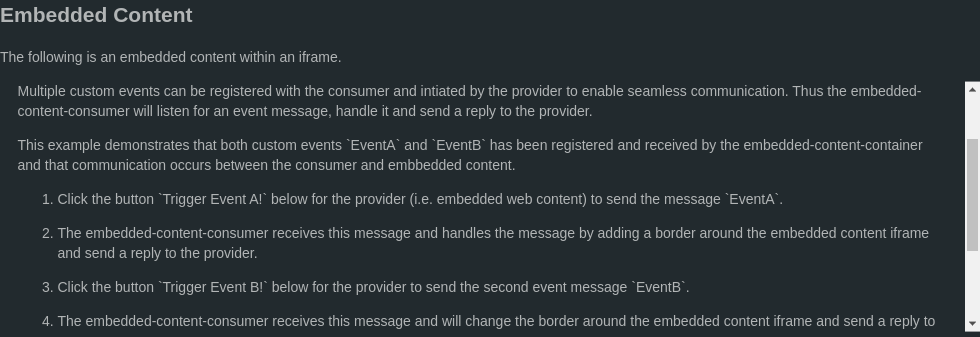 Embedded Content
The following is an embedded content within an iframe.
Multiple custom events can be registered with the consumer and intiated by the provider to enable seamless communication. Thus the embedded-
content-consumer will listen for an event message, handle it and send a reply to the provider.
This example demonstrates that both custom events `EventA` and `EventB` has been registered and received by the embedded-content-container
and that communication occurs between the consumer and embbedded content.
1. Click the button `Trigger Event A!` below for the provider (i.e. embedded web content) to send the message `EventA`.
2. The embedded-content-consumer receives this message and handles the message by adding a border around the embedded content iframe
and send a reply to the provider.
3. Click the button `Trigger Event B!` below for the provider to send the second event message `EventB`.
4. The embedded-content-consumer receives this message and will change the border around the embedded content iframe and send a reply to